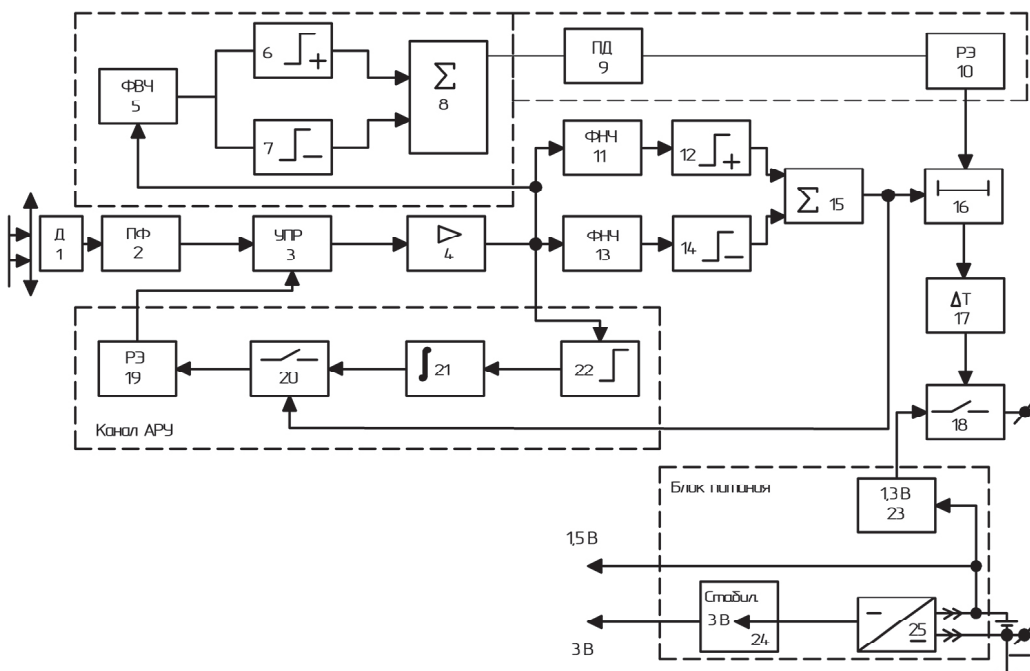 6
ФВЧ
5
7
Σ
8
ПД
9
РЭ
10
ФНЧ
11
12
Σ 15
16
Д
1
ПФ
2
УПР
3
4
ФНЧ
13
14
ΔТ
17
РЭ
19
20
21
22
18
Канал АРУ
Блок питания
1,3 В
23
1,5 В
Стабил.
3 В
24
25
3 В